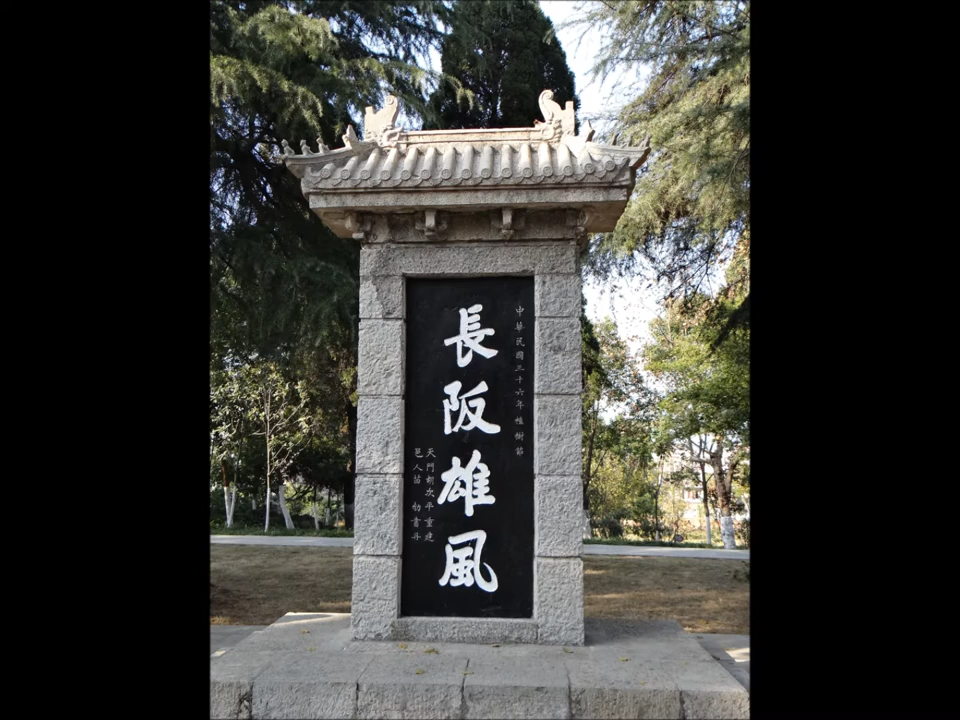 中華民國三十六年植樹節
長阪雄風
天門胡次平重建
邑人苗 勃書丹